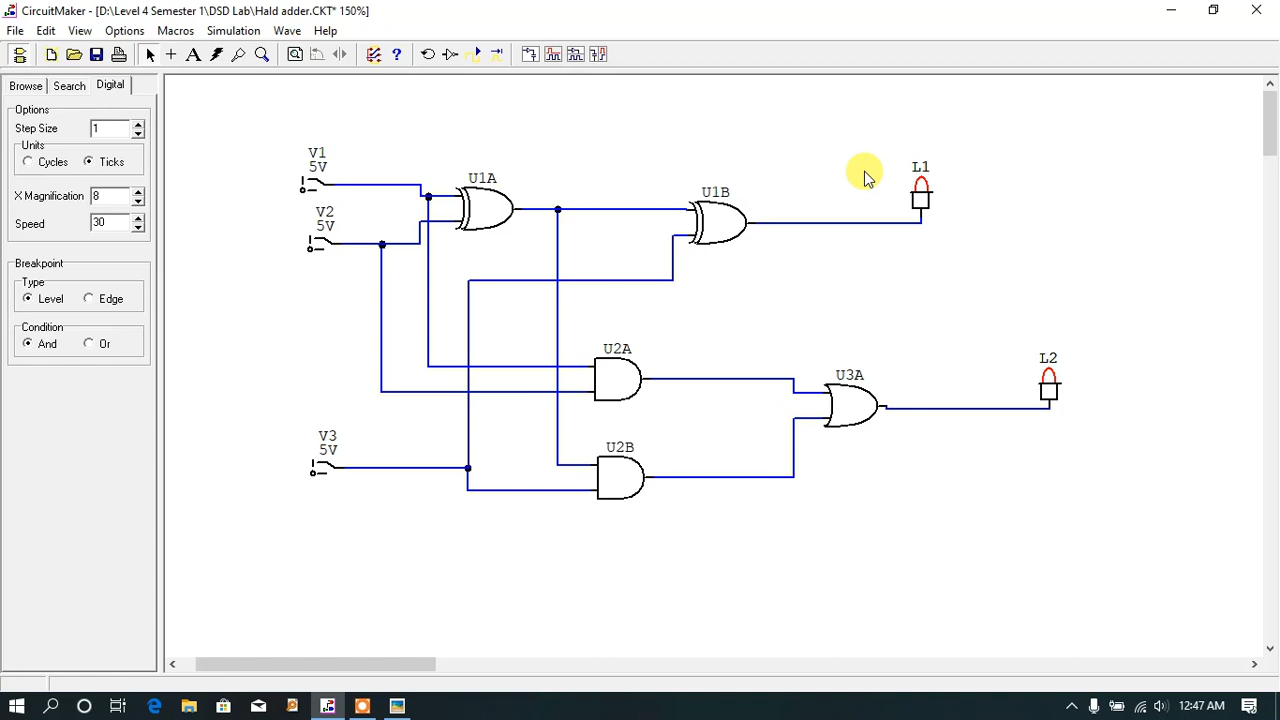 CircuitMaker - [D:\Level 4 Semester 1\DSD Lab\Hald adder.CKT* 150%]
File Edit View Options Macros Simulation Wave Help
Browse Search Digital
Options
Step Size 1
Units
Cycles Ticks
X Magnification 8
Speed 30
Breakpoint
Type
Level Edge
Condition
And Or
V1
5V
U1A
V2
5V
U1B
L1
U2A
U3A
L2
V3
5V
U2B
12:47 AM